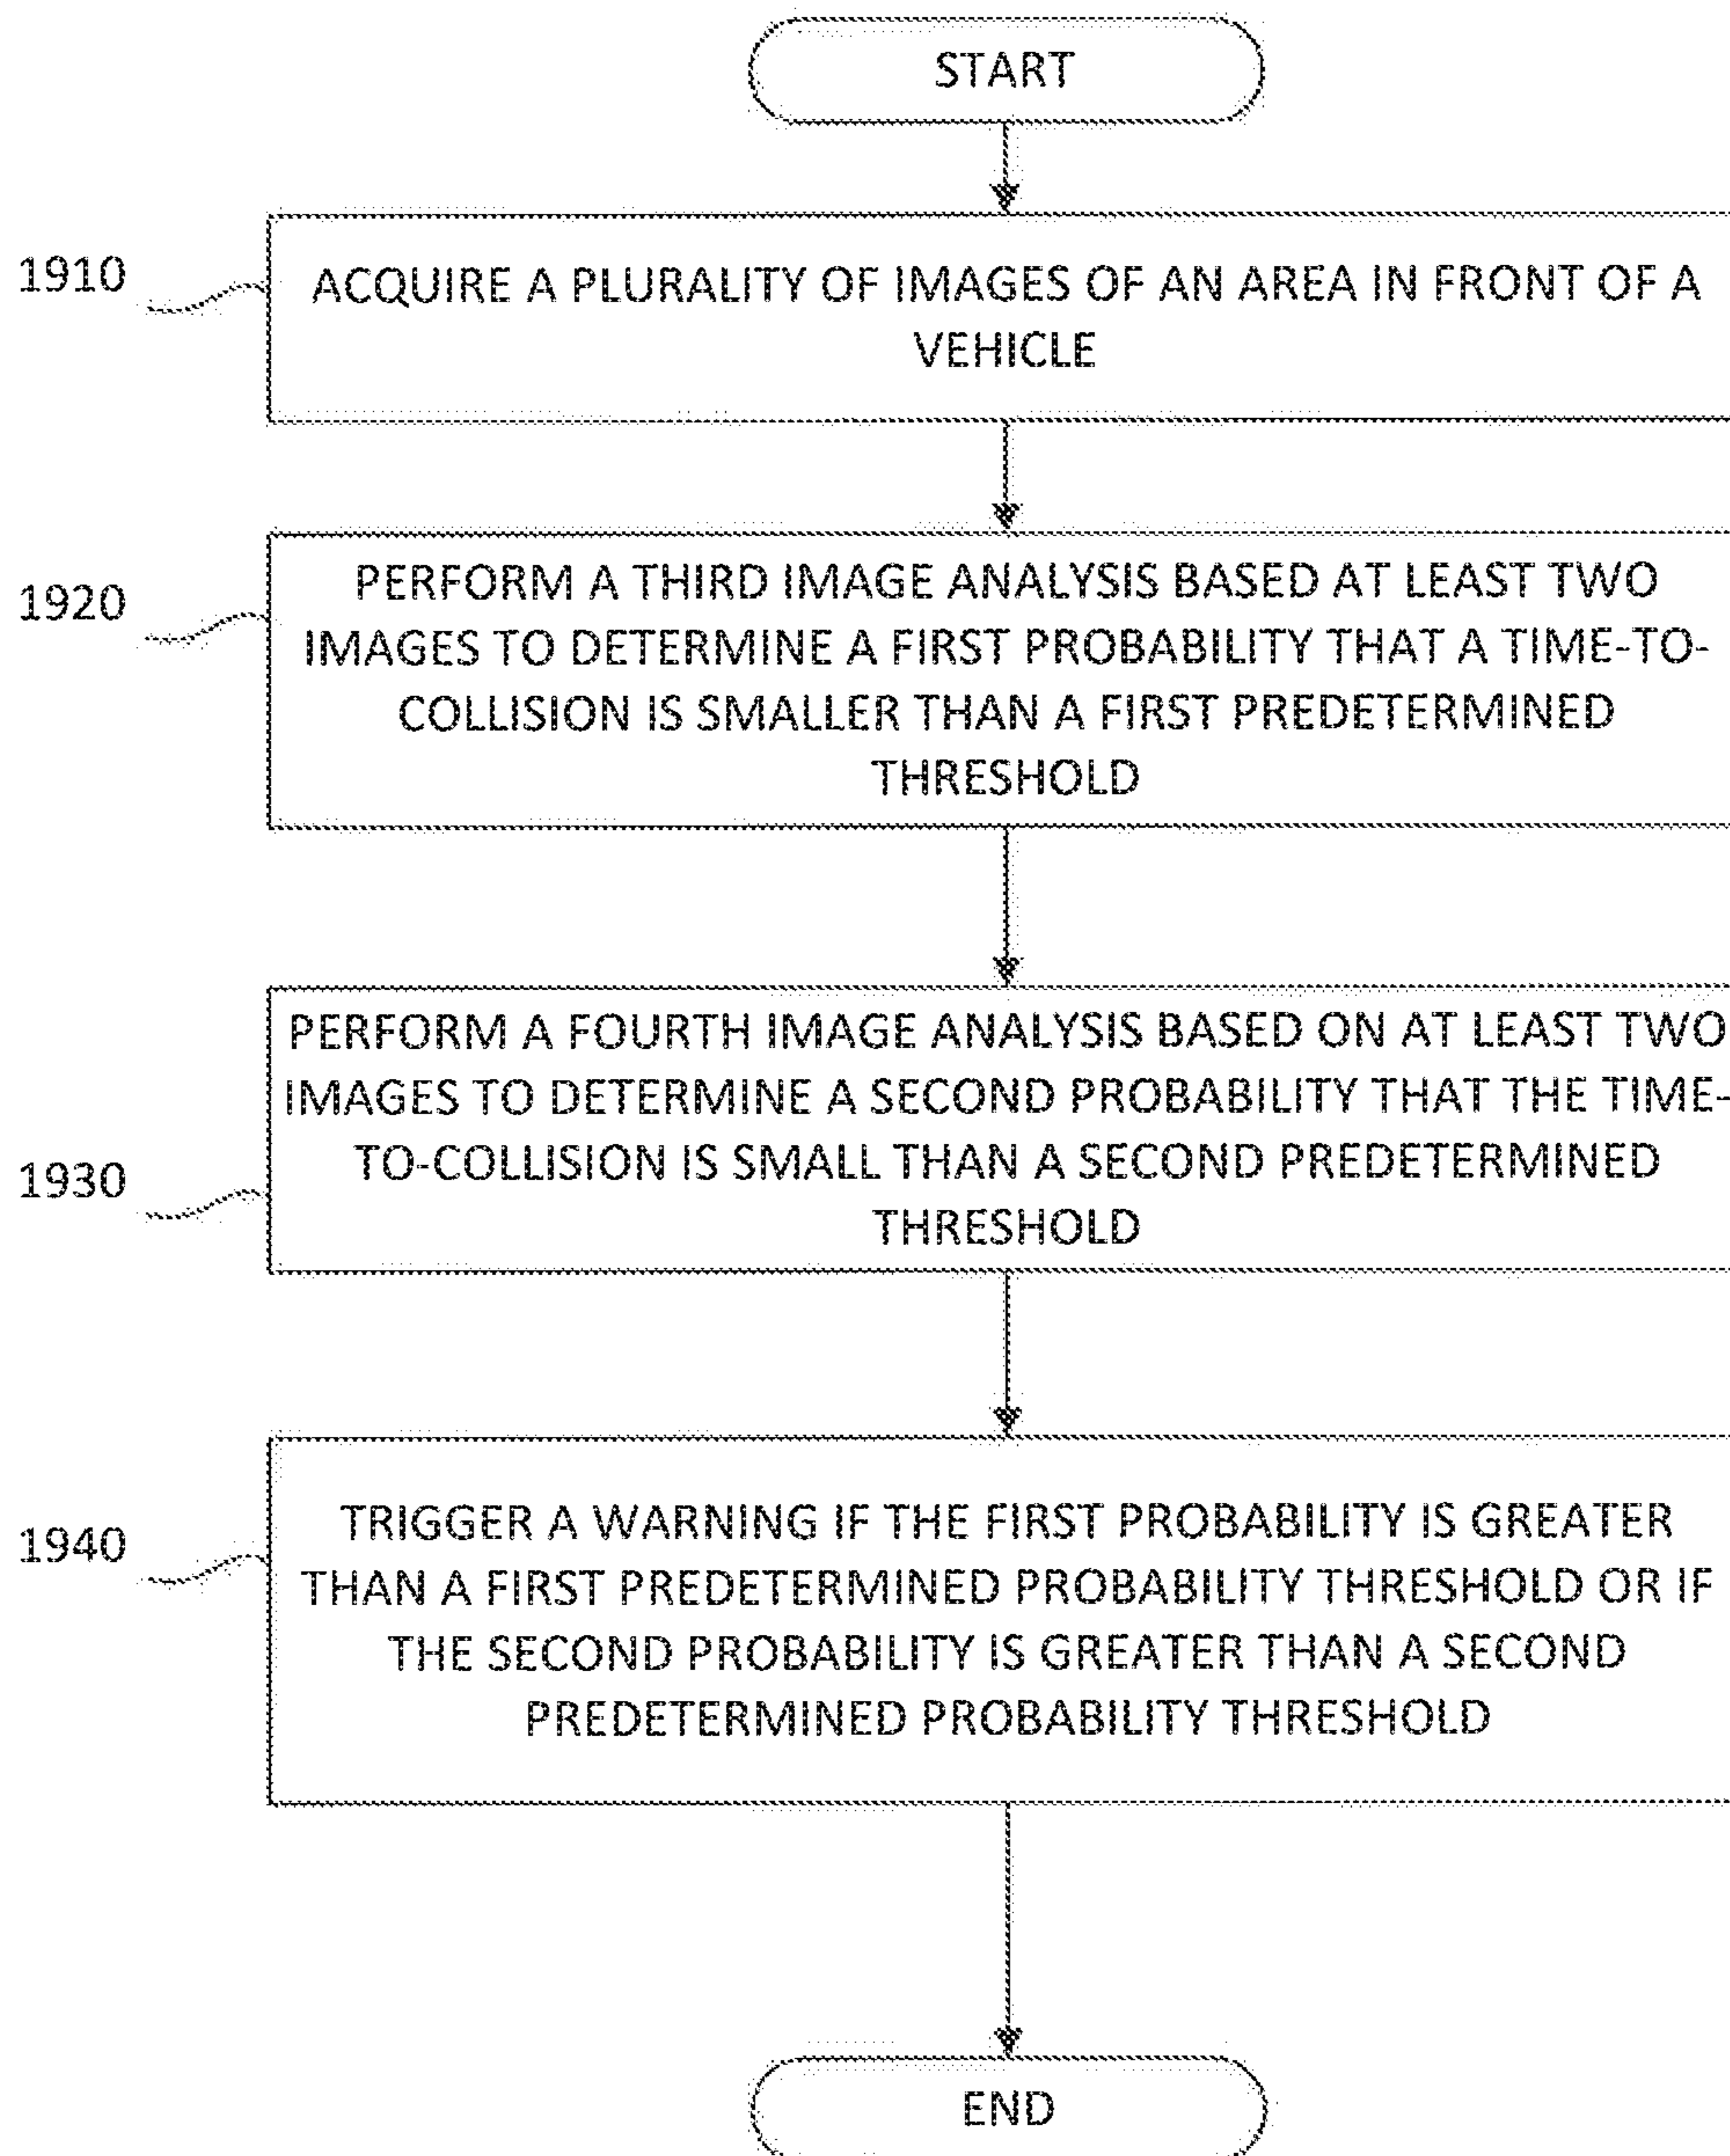 START
1910
ACQUIRE A PLURALITY OF IMAGES OF AN AREA IN FRONT OF A
VEHICLE
1920
PERFORM A THIRD IMAGE ANALYSIS BASED AT LEAST TWO
IMAGES TO DETERMINE A FIRST PROBABILITY THAT A TIME-TO-
COLLISION IS SMALLER THAN A FIRST PREDETERMINED
THRESHOLD
1930
PERFORM A FOURTH IMAGE ANALYSIS BASED ON AT LEAST TWO
IMAGES TO DETERMINE A SECOND PROBABILITY THAT THE TIME-
TO-COLLISION IS SMALL THAN A SECOND PREDETERMINED
THRESHOLD
1940
TRIGGER A WARNING IF THE FIRST PROBABILITY IS GREATER
THAN A FIRST PREDETERMINED PROBABILITY THRESHOLD OR IF
THE SECOND PROBABILITY IS GREATER THAN A SECOND
PREDETERMINED PROBABILITY THRESHOLD
END